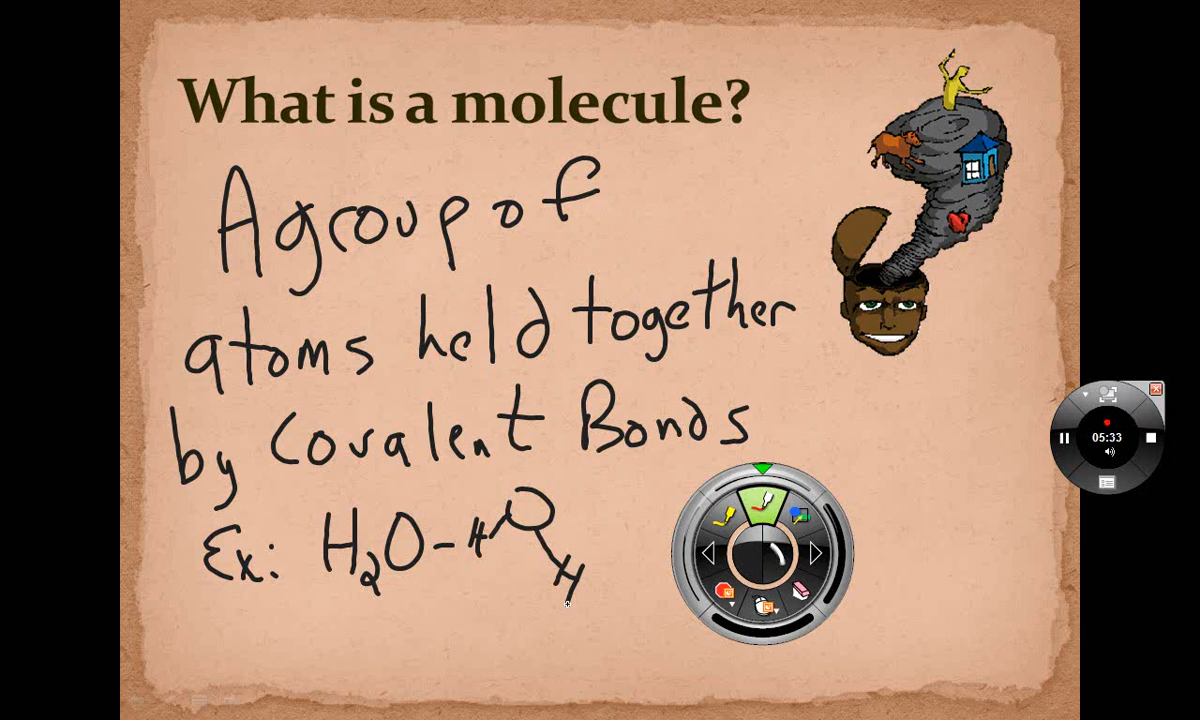 What is a molecule?
A group of
atoms held together
by Covalent Bonds
Ex: H₂O - H O
H
05:33